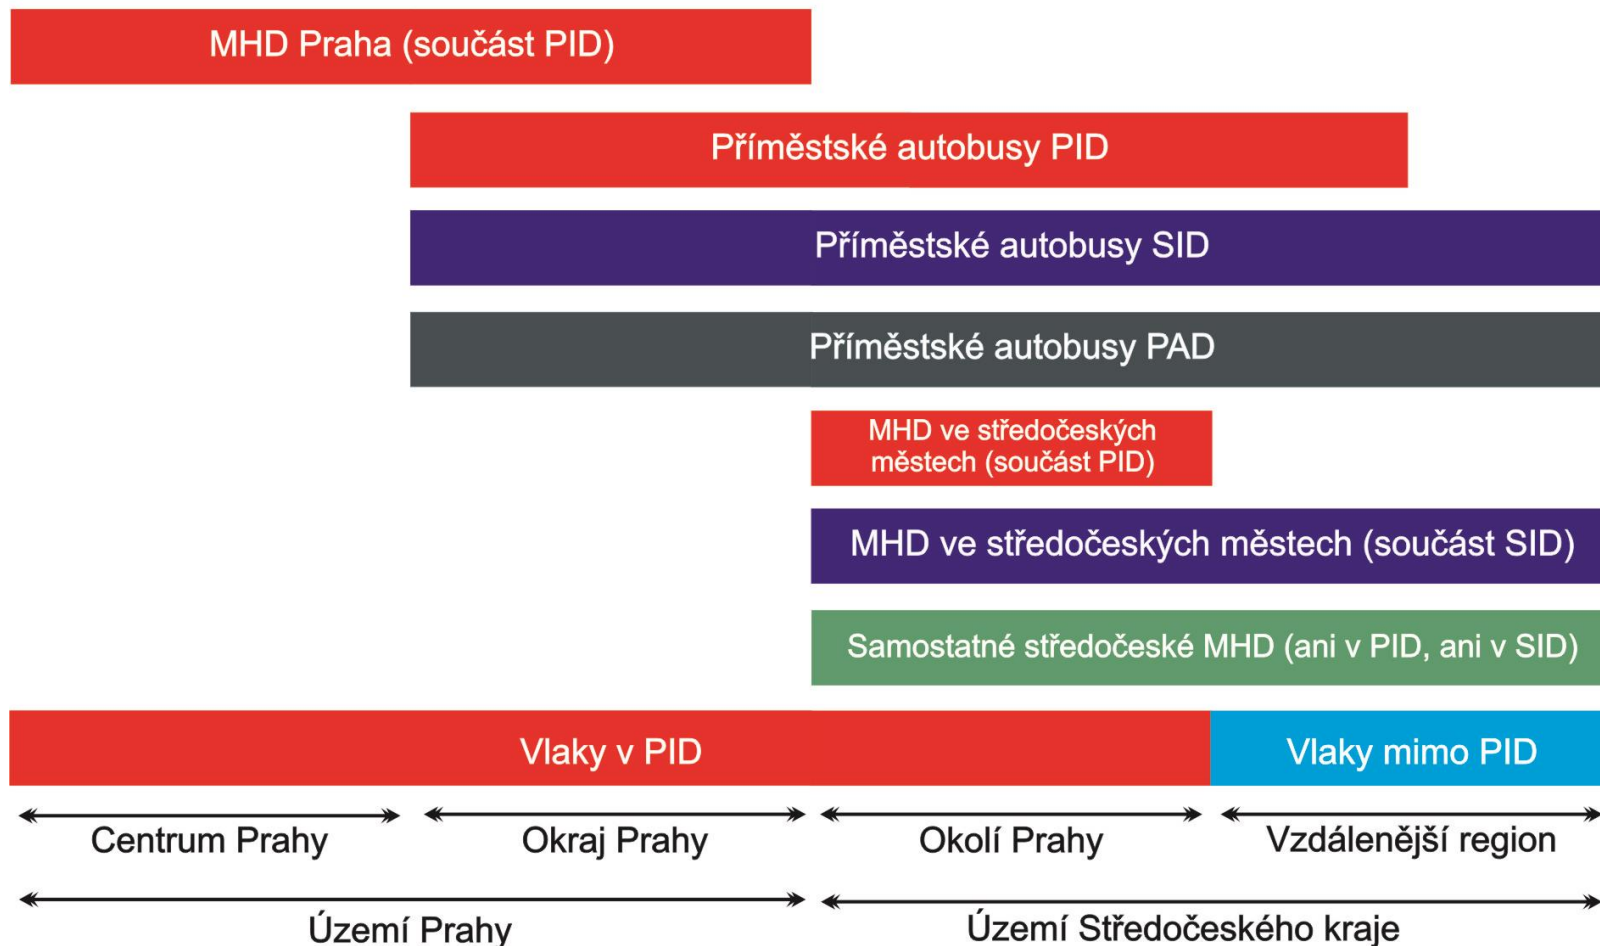 MHD Praha (součást PID)
Příměstské autobusy PID
Příměstské autobusy SID
Příměstské autobusy PAD
MHD ve středočeských
městech (součást PID)
MHD ve středočeských městech (součást SID)
Samostatné středočeské MHD (ani v PID, ani v SID)
Vlaky v PID
Vlaky mimo PID
Centrum Prahy
Okraj Prahy
Okolí Prahy
Vzdálenější region
Území Prahy
Území Středočeského kraje